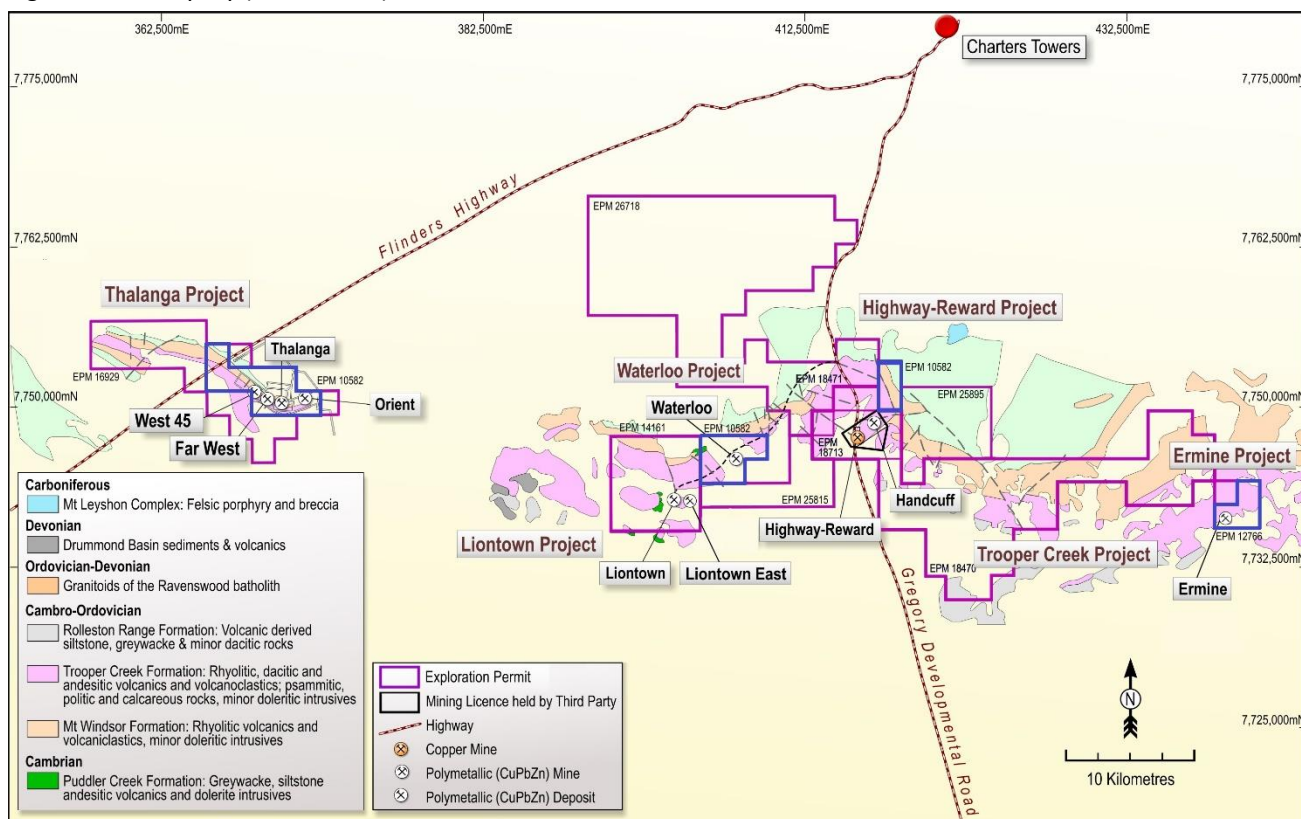 362,500mE
382,500mE
412,500mE
432,500mE
Charters Towers
7,775,000mN
7,775,000mN
Flinders Highway
EPM 26718
7,762,500mN
7,762,500mN
Thalanga Project
Highway-Reward Project
Thalanga
EPM 16929
EPM 10582
Waterloo Project
EPM 18471
EPM 10582
EPM 25895
7,750,000mN
7,750,000mN
West 45
Orient
Far West
Waterloo
EPM 14161
EPM 10582
EPM
18713
Ermine Project
EPM 25815
Handcuff
Highway-Reward
Liontown Project
Trooper Creek Project
EPM 12766
7,732,500mN
EPM 18470
Liontown
Liontown East
Ermine
Gregory Developmental Road
7,725,000mN
Carboniferous
Mt Leyshon Complex: Felsic porphyry and breccia
Devonian
Drummond Basin sediments & volcanics
Ordovician-Devonian
Granitoids of the Ravenswood batholith
Cambro-Ordovician
Rolleston Range Formation: Volcanic derived
siltstone, greywacke & minor dacitic rocks
Trooper Creek Formation: Rhyolitic, dacitic and
andesitic volcanics and volcanoclastics; psammitic,
politic and calcareous rocks, minor doleritic intrusives
Mt Windsor Formation: Rhyolitic volcanics and
volcaniclastics, minor doleritic intrusives
Cambrian
Puddler Creek Formation: Greywacke, siltstone
andesitic volcanics and dolerite intrusives
Exploration Permit
Mining Licence held by Third Party
Highway
Copper Mine
Polymetallic (CuPbZn) Mine
Polymetallic (CuPbZn) Deposit
N
10 Kilometres